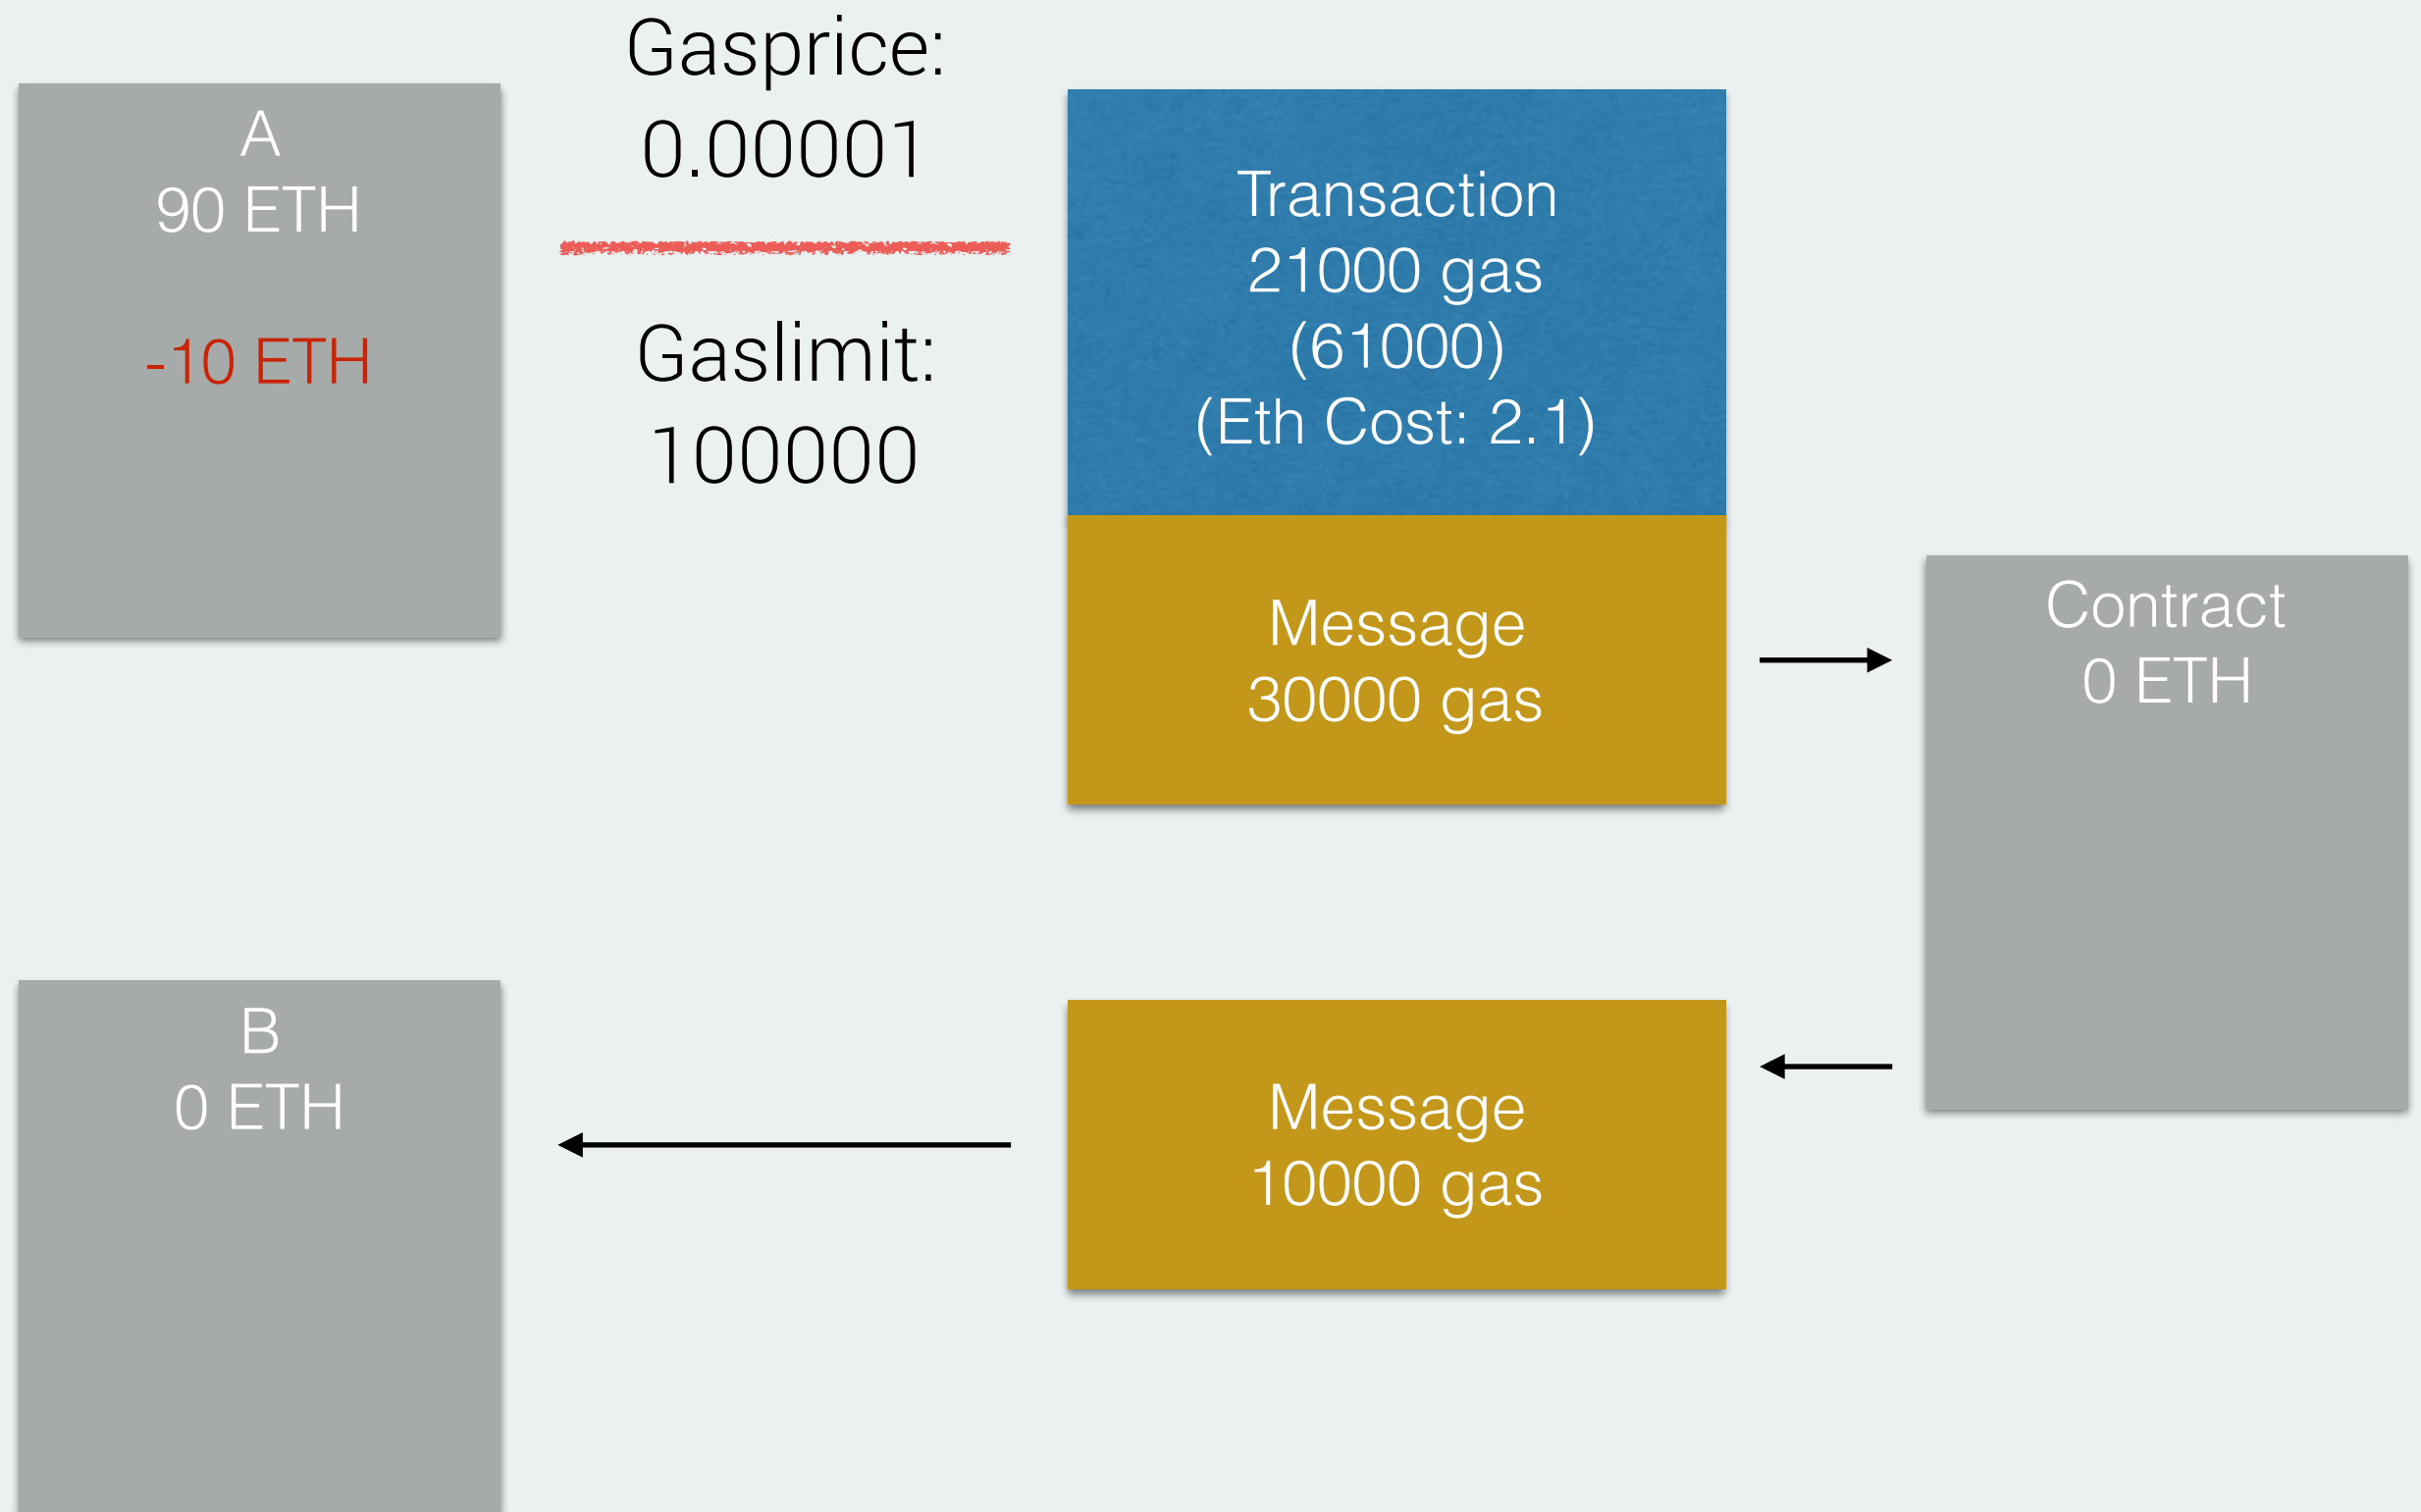 A
90 ETH
-10 ETH
Gasprice:
0.00001
Gaslimit:
100000
Transaction
21000 gas
(61000)
(Eth Cost: 2.1)
Message
30000 gas
Contract
0 ETH
B
0 ETH
Message
10000 gas